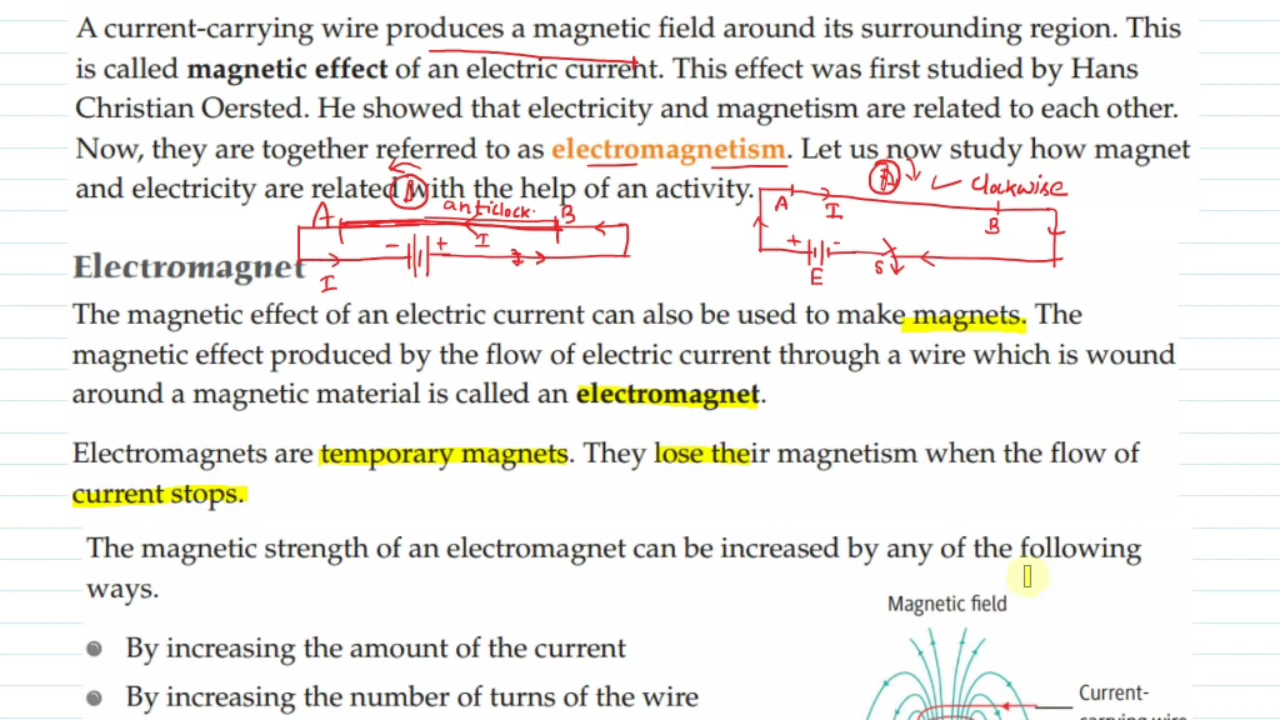 A current-carrying wire produces a magnetic field around its surrounding region. This
is called magnetic effect of an electric current. This effect was first studied by Hans
Christian Oersted. He showed that electricity and magnetism are related to each other.
Now, they are together referred to as electromagnetism. Let us now study how magnet
and electricity are related with the help of an activity.
A anticlock. B
- + I
I
clockwise
A I B
+ -
E S
Electromagnet
The magnetic effect of an electric current can also be used to make magnets. The
magnetic effect produced by the flow of electric current through a wire which is wound
around a magnetic material is called an electromagnet.
Electromagnets are temporary magnets. They lose their magnetism when the flow of
current stops.
The magnetic strength of an electromagnet can be increased by any of the following
ways.
By increasing the amount of the current
By increasing the number of turns of the wire
Magnetic field
Current-